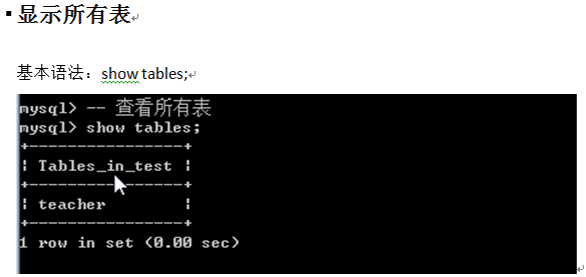 ▪显示所有表↵
基本语法：show tables;↵
mysql> -- 查看所有表
mysql> show tables;
+----------------+
| Tables_in_test |
+----------------+
| teacher        |
+----------------+
1 row in set (0.00 sec)